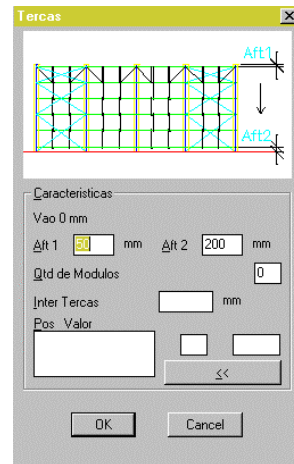 Tercas
Aft1
Aft2
Caracteristicas
Vao 0 mm
Aft 1 50 mm Aft 2 200 mm
Qtd de Modulos 0
Inter Tercas mm
Pos Valor
<<
OK Cancel